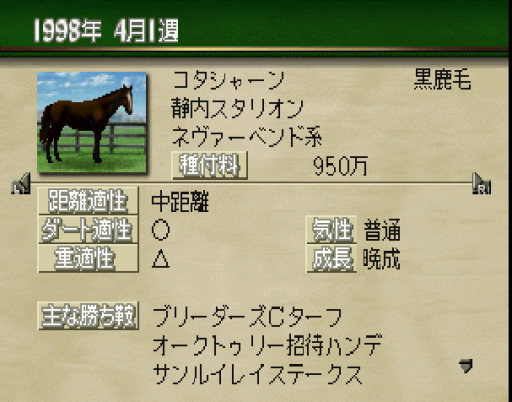 1998年 4月1週
コタシャーン 黒鹿毛
静内スタリオン
ネヴァーベンド系
種付料 950万
距離適性 中距離
ダート適性 ○ 気性 普通
重適性 △ 成長 晩成
主な勝ち鞍 ブリーダーズCターフ
オークトゥリー招待ハンデ
サンルイレイステークス